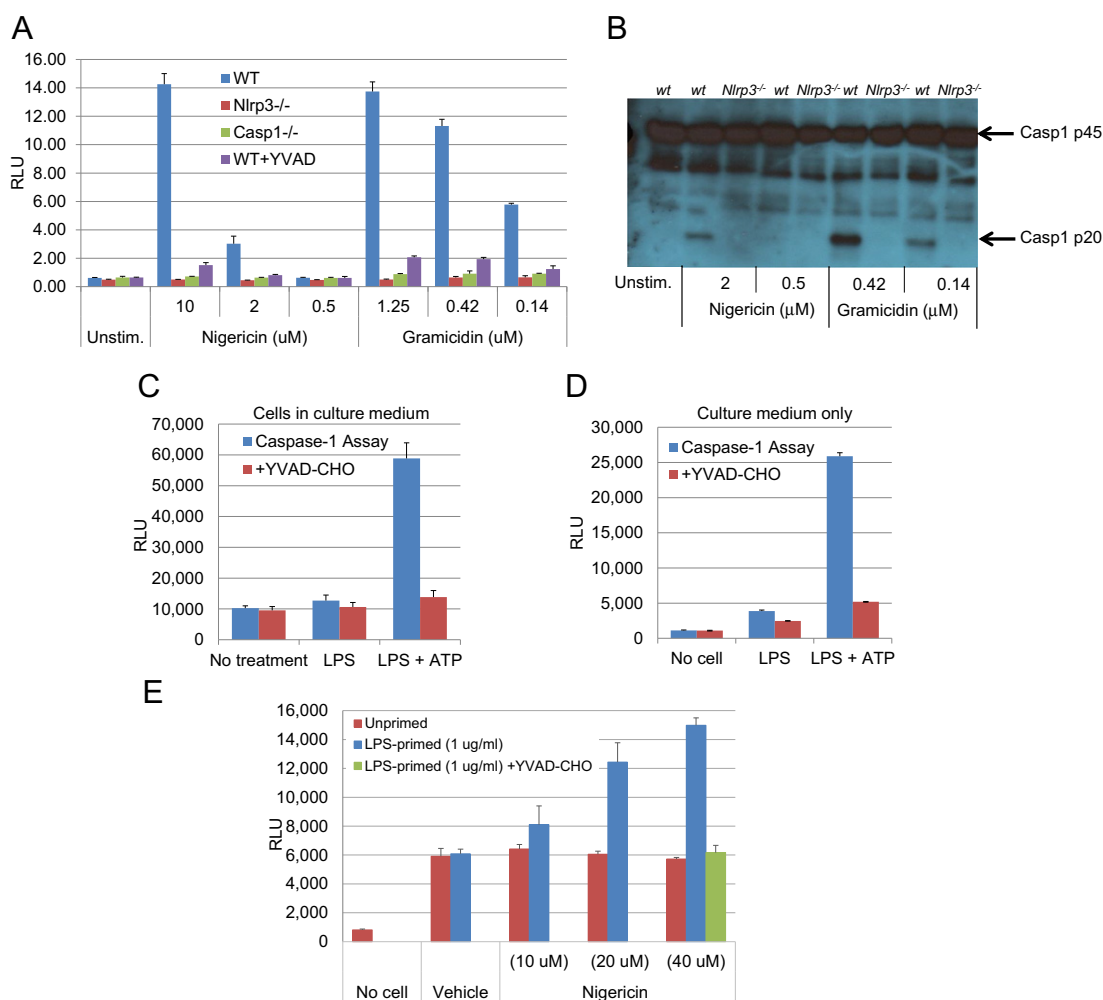 A
16.00
14.00
12.00
10.00
8.00
6.00
4.00
2.00
0.00
RLU
WT
Nlrp3-/-
Casp1-/-
WT+YVAD
10 2 0.5 1.25 0.42 0.14
Unstim. Nigericin (uM) Gramicidin (uM)
B
wt wt Nlrp3-/- wt Nlrp3-/- wt Nlrp3-/- wt Nlrp3-/-
Casp1 p45
Casp1 p20
Unstim. 2 0.5 0.42 0.14
Nigericin (μM) Gramicidin (μM)
C
Cells in culture medium
70,000
60,000
50,000
40,000
30,000
20,000
10,000
0
RLU
Caspase-1 Assay
+YVAD-CHO
No treatment LPS LPS + ATP
D
Culture medium only
30,000
25,000
20,000
15,000
10,000
5,000
0
RLU
Caspase-1 Assay
+YVAD-CHO
No cell LPS LPS + ATP
E
16,000
14,000
12,000
10,000
8,000
6,000
4,000
2,000
0
RLU
Unprimed
LPS-primed (1 ug/ml)
LPS-primed (1 ug/ml) +YVAD-CHO
(10 uM) (20 uM) (40 uM)
No cell Vehicle Nigericin